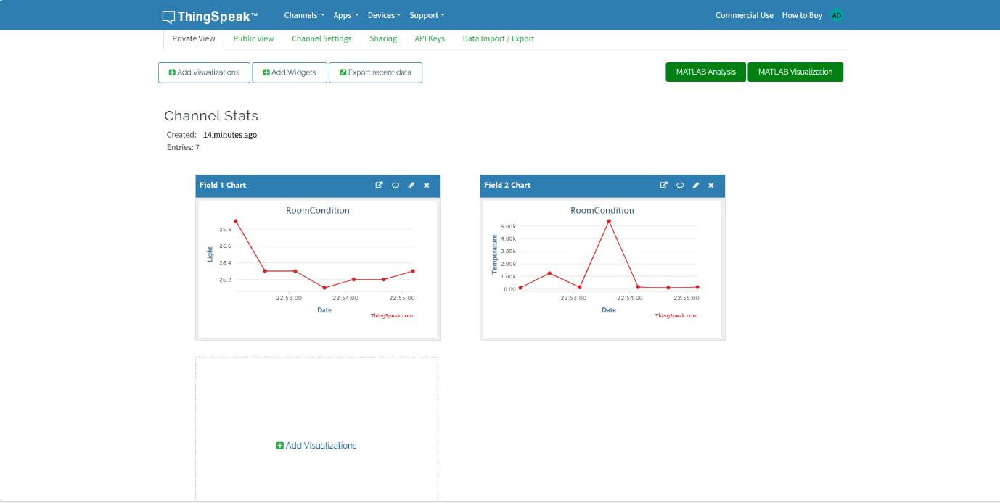 ThingSpeak™ Channels Apps Devices Support Commercial Use How to Buy AD
Private View Public View Channel Settings Sharing API Keys Data Import / Export
Add Visualizations Add Widgets Export recent data MATLAB Analysis MATLAB Visualization
Channel Stats
Created: 14 minutes ago
Entries: 7
Field 1 Chart
RoomCondition
Light
26.8
26.6
26.4
26.2
22:53:00 22:54:00 22:55:00
Date
ThingSpeak.com
Field 2 Chart
RoomCondition
Temperature
5.00k
4.00k
3.00k
2.00k
1.00k
0.00
22:53:00 22:54:00 22:55:00
Date
ThingSpeak.com
Add Visualizations